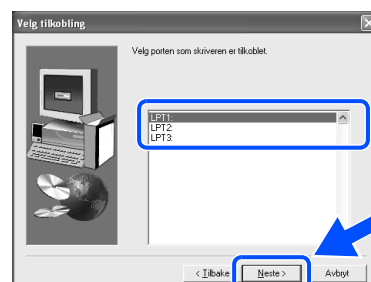 Velg tilkobling
Velg porten som skriveren er tilkoblet.
LPT1:
LPT2:
LPT3:
< Tilbake
Neste >
Avbryt